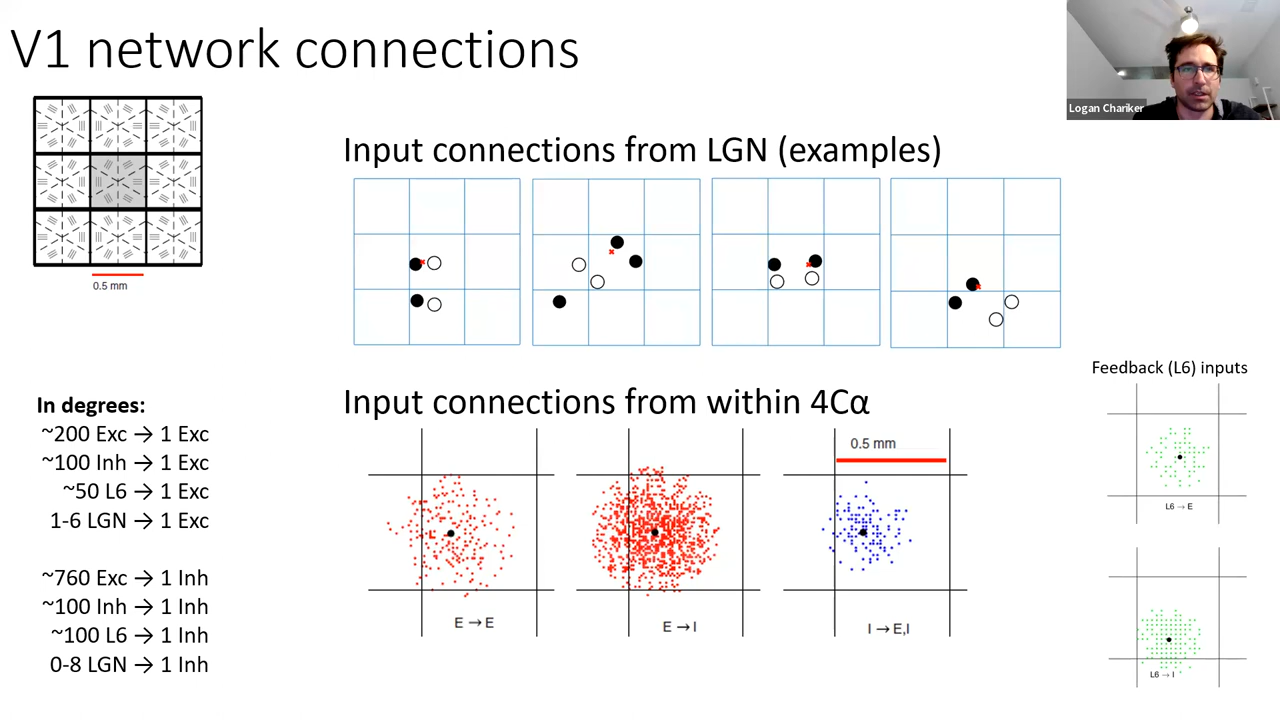 V1 network connections
Logan Chariker
0.5 mm
Input connections from LGN (examples)
In degrees:
~200 Exc → 1 Exc
~100 Inh → 1 Exc
~50 L6 → 1 Exc
1-6 LGN → 1 Exc
~760 Exc → 1 Inh
~100 Inh → 1 Inh
~100 L6 → 1 Inh
0-8 LGN → 1 Inh
Input connections from within 4Cα
0.5 mm
E → E
E → I
I → E,I
Feedback (L6) inputs
L6 → E
L6 → I